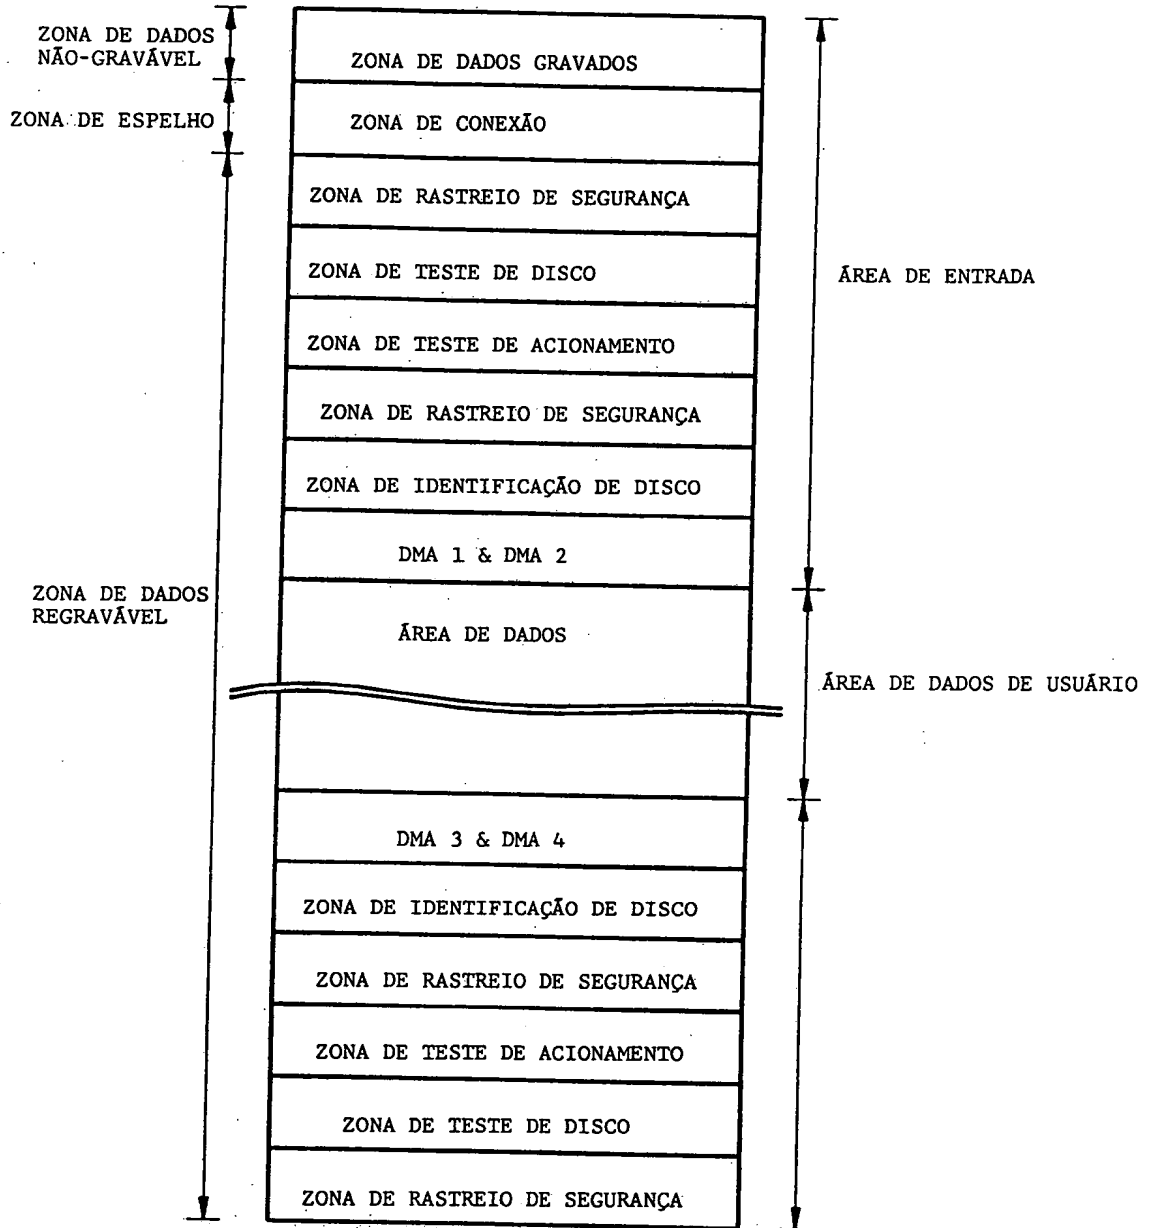 ZONA DE DADOS
NÃO-GRAVÁVEL
ZONA DE DADOS GRAVADOS
ZONA DE ESPELHO
ZONA DE CONEXÃO
ZONA DE RASTREIO DE SEGURANÇA
ZONA DE TESTE DE DISCO
ÁREA DE ENTRADA
ZONA DE TESTE DE ACIONAMENTO
ZONA DE RASTREIO DE SEGURANÇA
ZONA DE IDENTIFICAÇÃO DE DISCO
DMA 1 & DMA 2
ZONA DE DADOS
REGRAVÁVEL
ÁREA DE DADOS
ÁREA DE DADOS DE USUÁRIO
DMA 3 & DMA 4
ZONA DE IDENTIFICAÇÃO DE DISCO
ZONA DE RASTREIO DE SEGURANÇA
ZONA DE TESTE DE ACIONAMENTO
ZONA DE TESTE DE DISCO
ZONA DE RASTREIO DE SEGURANÇA